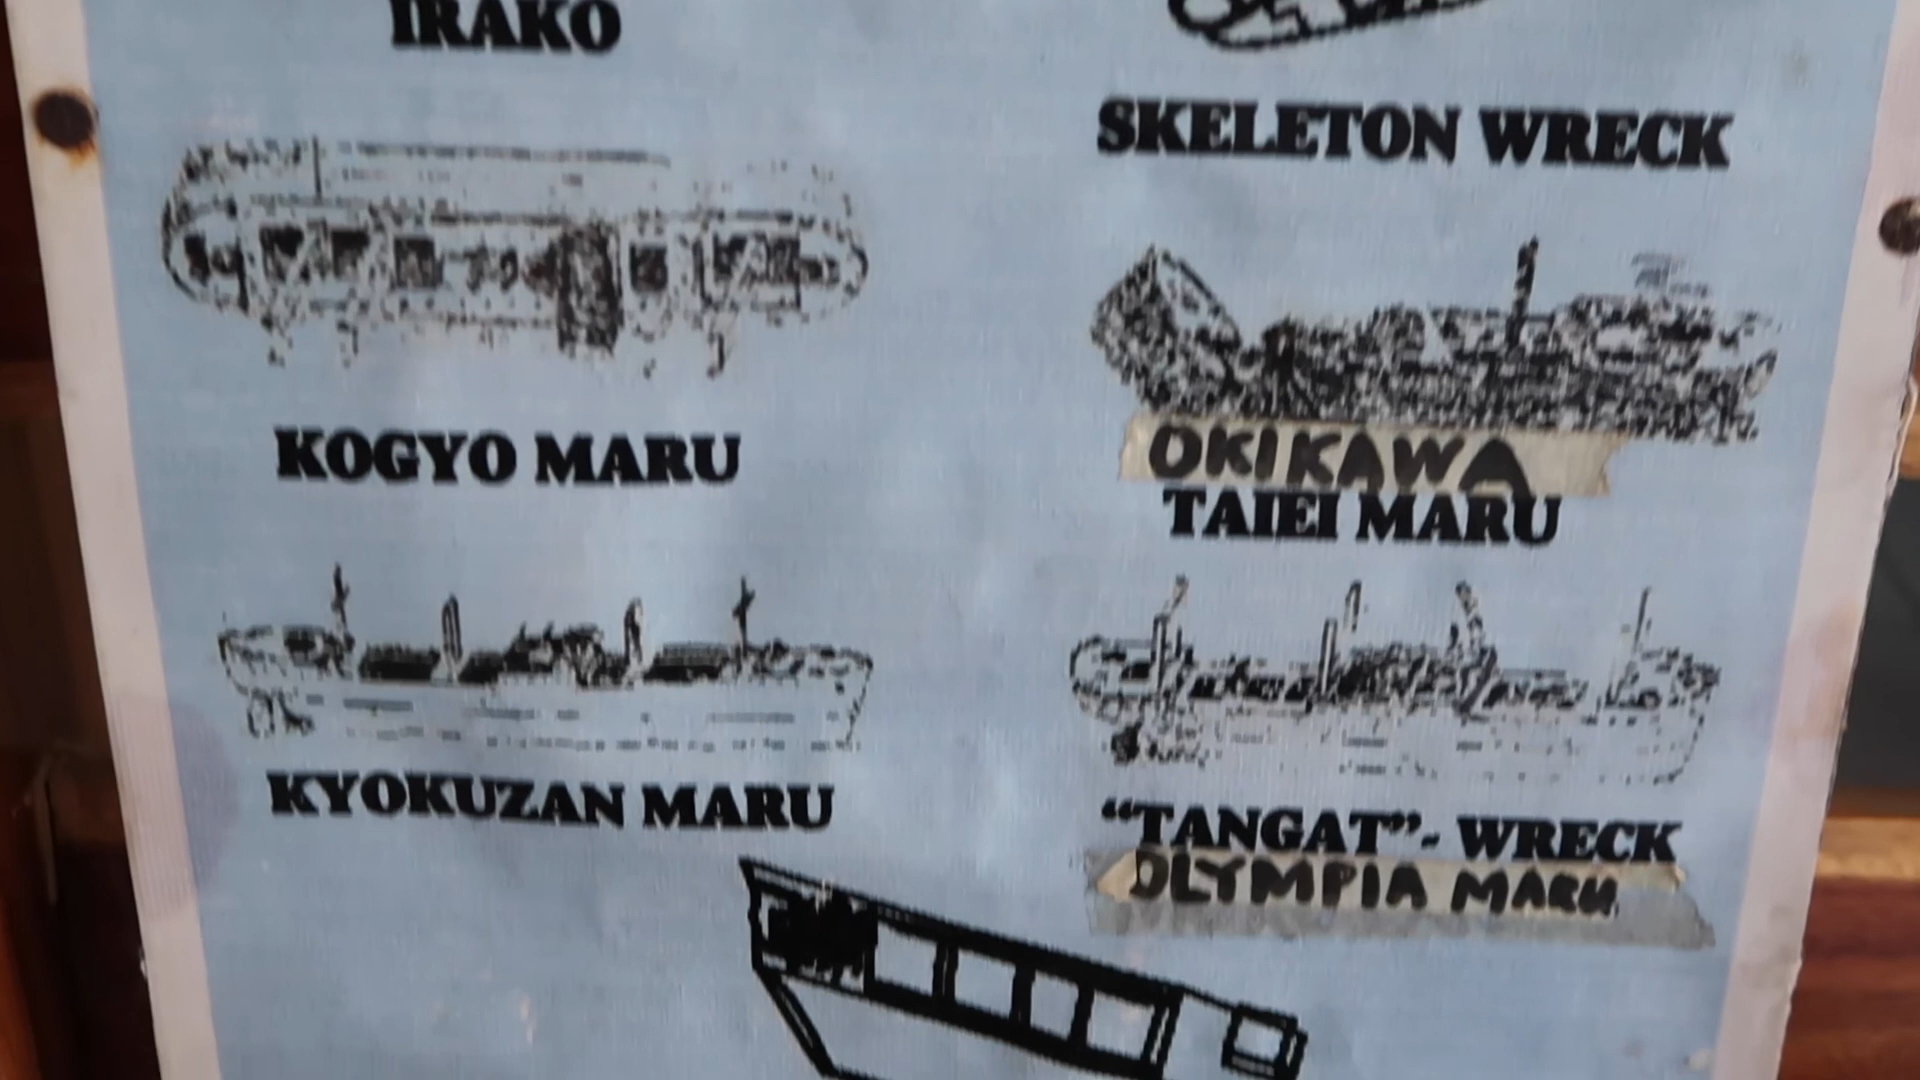 IRAKO
SKELETON WRECK
KOGYO MARU
OKIKAWA
TAIEI MARU
KYOKUZAN MARU
“TANGAT”- WRECK
OLYMPIA MARU